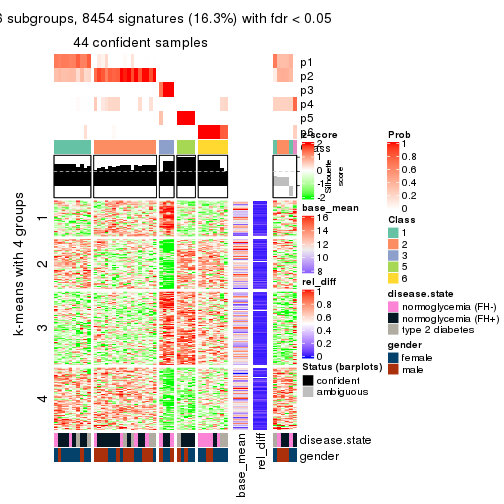 6 subgroups, 8454 signatures (16.3%) with fdr < 0.05
44 confident samples
p1
p2
p3
p4
p5
p6
Class
Silhouette score
z-score
2
1
0
-1
-2
base_mean
16
14
12
10
8
rel_diff
1
0.8
0.6
0.4
0.2
0
Status (barplots)
confident
ambiguous
Prob
1
0.8
0.6
0.4
0.2
0
Class
1
2
3
5
6
disease.state
normoglycemia (FH-)
normoglycemia (FH+)
type 2 diabetes
gender
female
male
k-means with 4 groups
1
2
3
4
disease.state
gender
base_mean
rel_diff